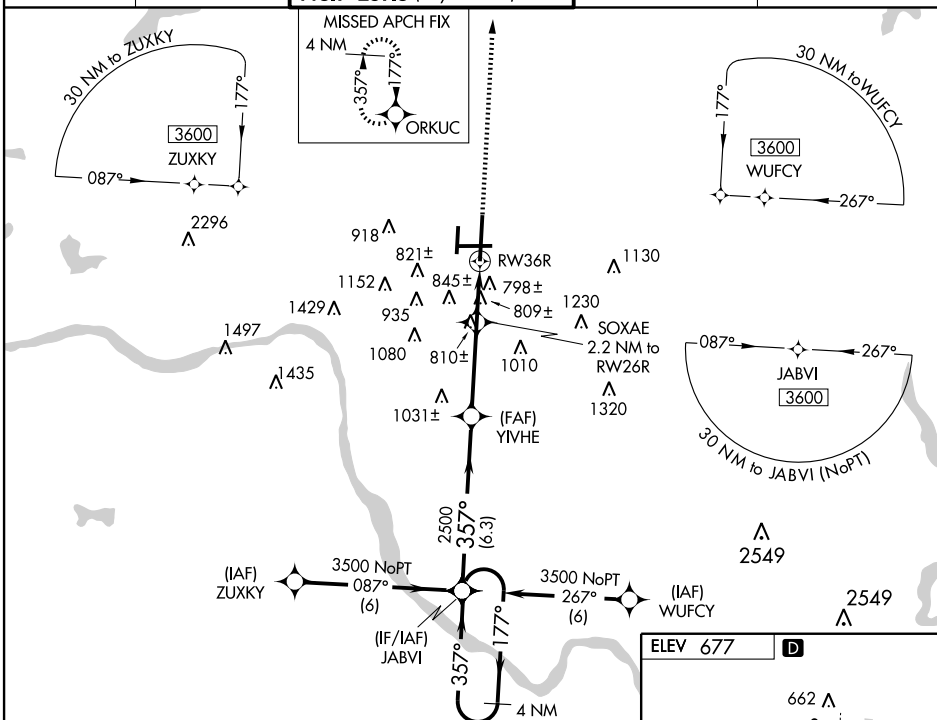 MISSED APCH FIX
4 NM
357°
177°
ORKUC
30 NM to ZUXKY
177°
3600
ZUXKY
087°
30 NM to WUFCY
177°
3600
WUFCY
267°
2296
918
821±
RW36R
1130
1152
845±
798±
1429
935
809±
1230
SOXAE
2.2 NM to
RW26R
1497
1080
810±
1010
1435
1320
1031±
(FAF)
YIVHE
087°
267°
JABVI
3600
30 NM to JABVI (NoPT)
2500
357°
(6.3)
2549
2549
(IAF)
ZUXKY
3500 NoPT
087°
(6)
3500 NoPT
267°
(6)
(IAF)
WUFCY
(IF/IAF)
JABVI
357°
177°
4 NM
ELEV 677
D
662